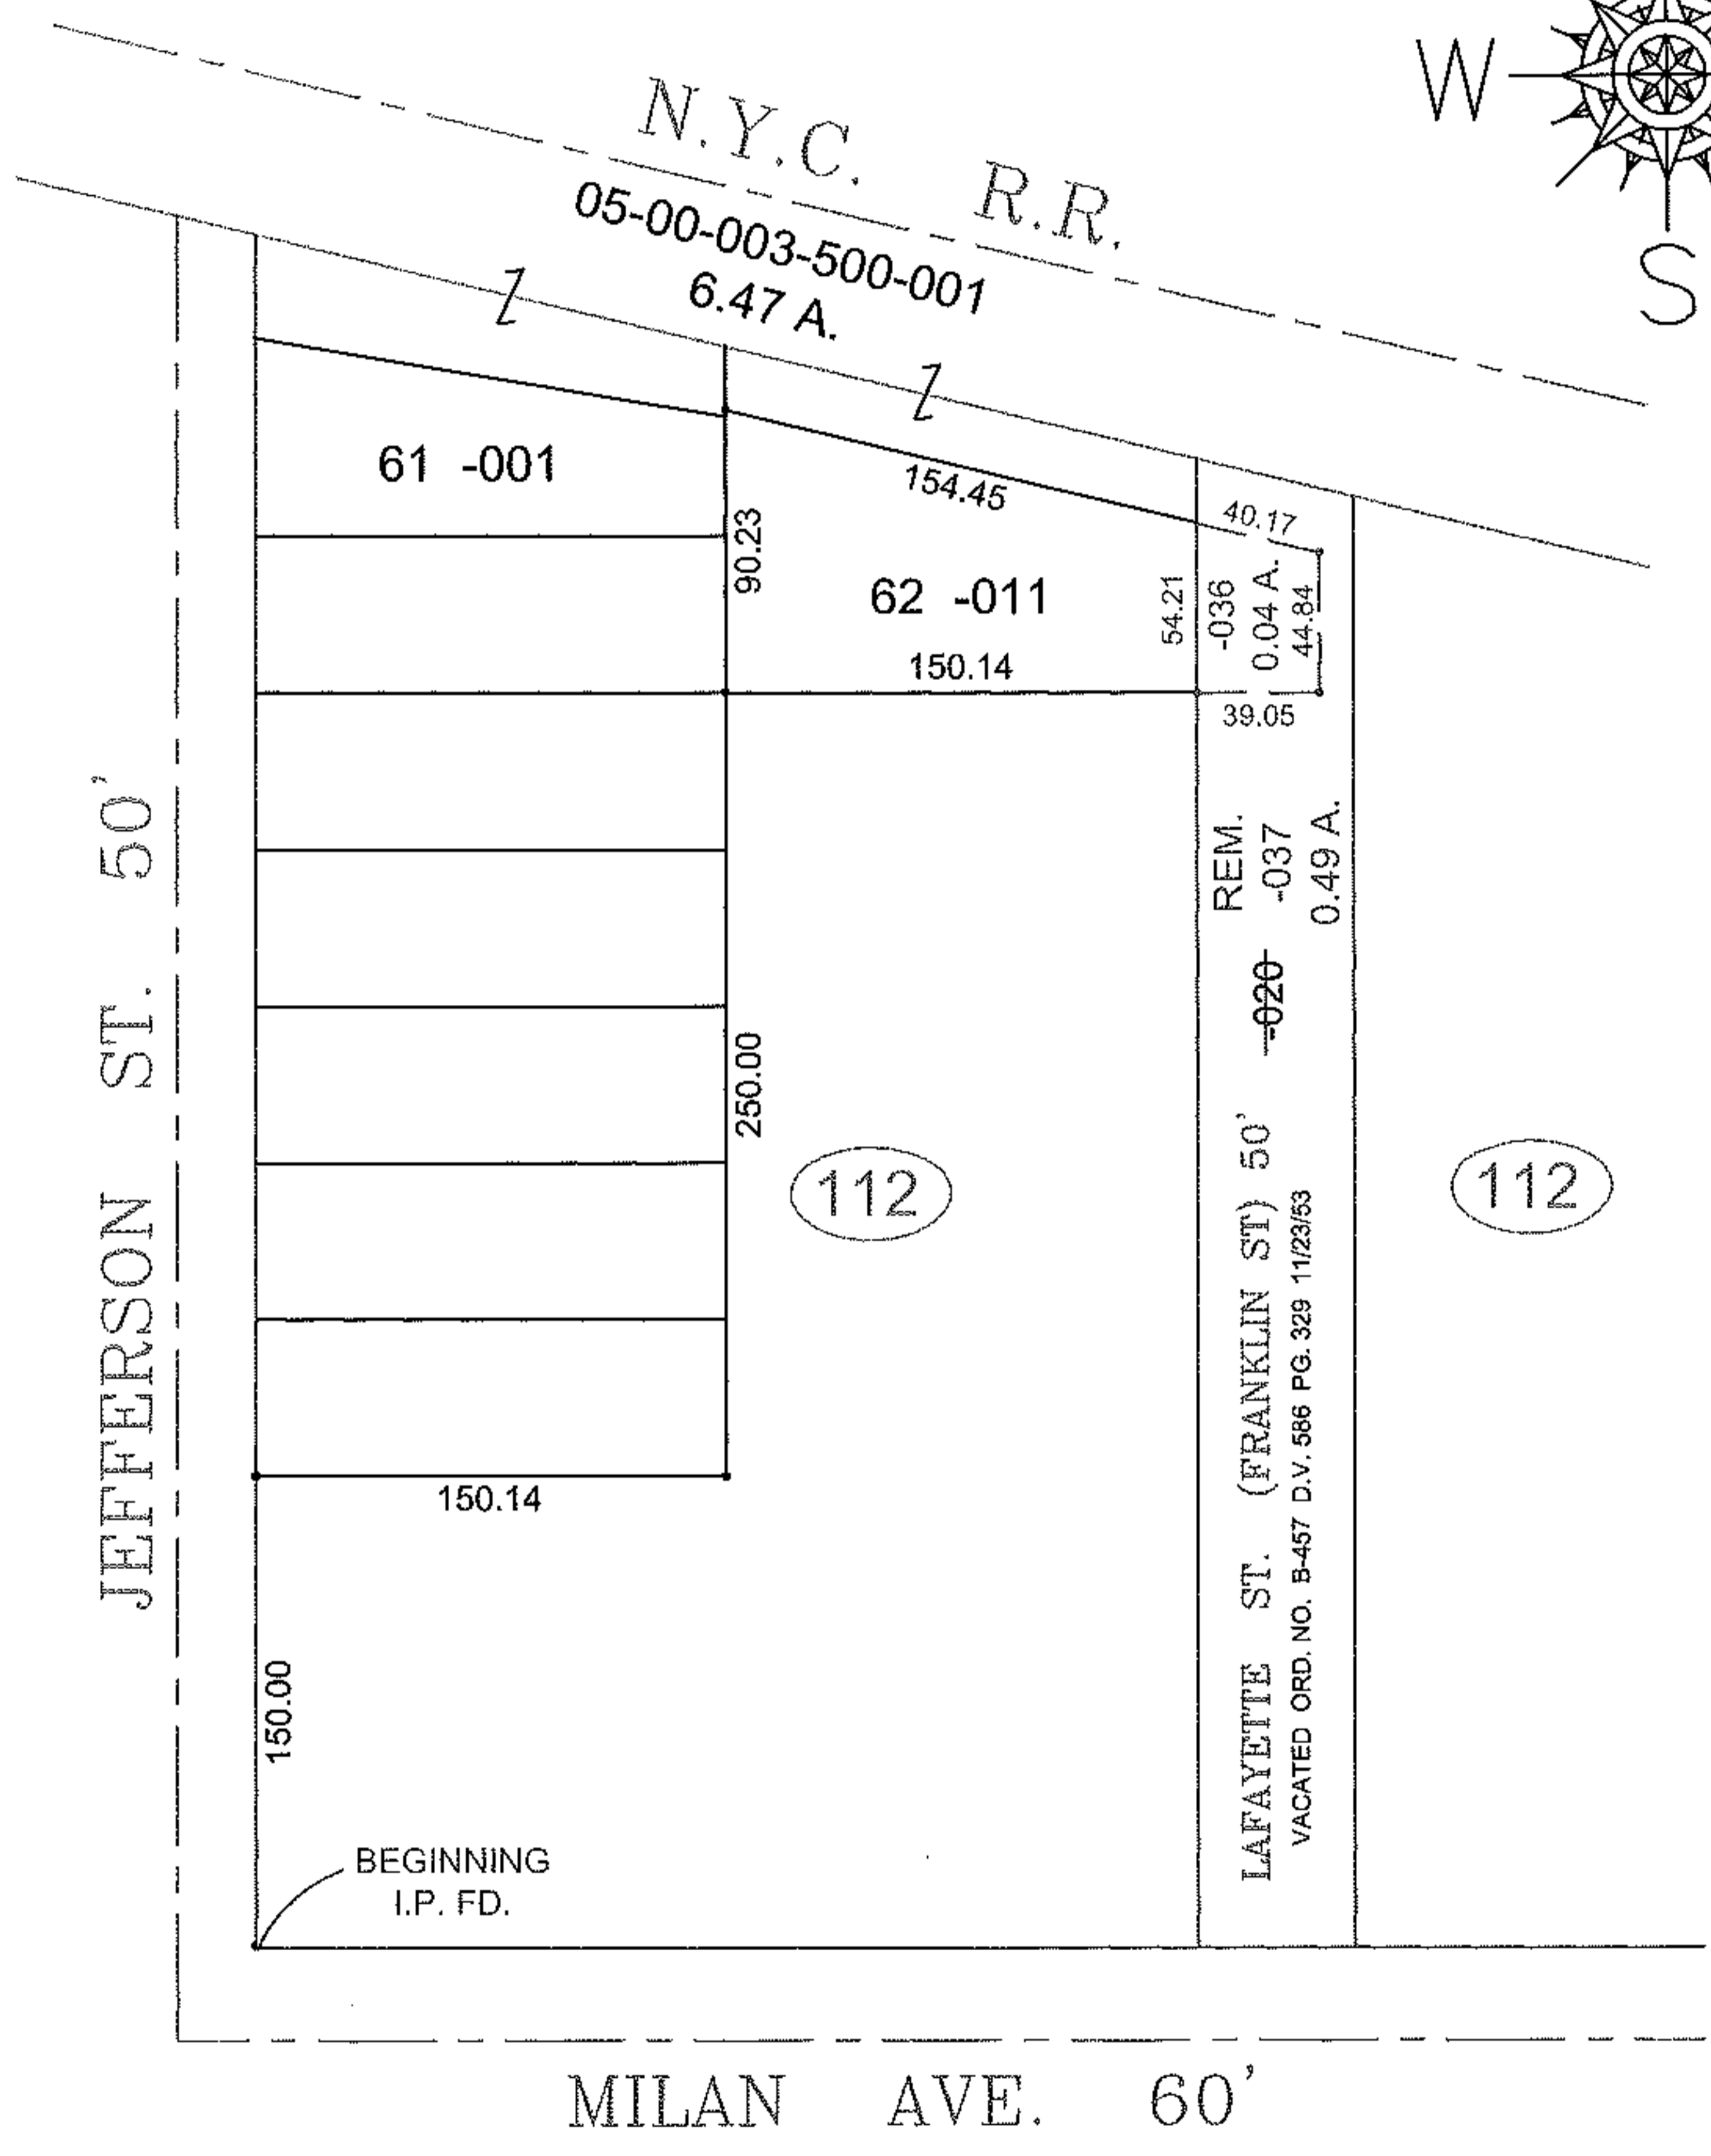 W
S
N.Y.C. R.R.
05-00-003-500-001
6.47 A.
61 -001
154.45
40.17
90.23
62 -011
54.21
-036
0.04 A.
44.84
150.14
39.05
JEFFERSON ST. 50'
REM.
-020 -037
0.49 A.
250.00
112
112
LAFAYETTE ST. (FRANKLIN ST) 50'
VACATED ORD. NO. B-457 D.V. 586 PG. 329 11/23/53
150.14
150.00
BEGINNING
I.P. FD.
MILAN AVE. 60'